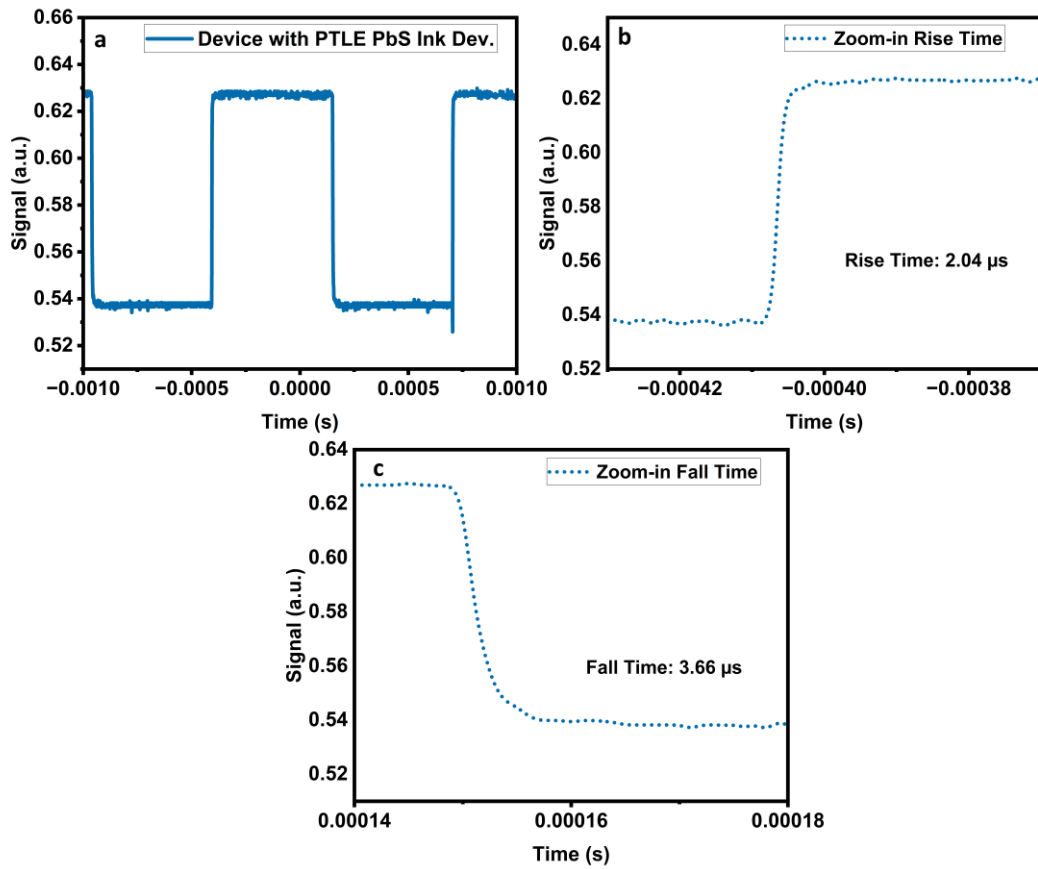 a
Device with PTLE PbS Ink Dev.
Signal (a.u.)
0.66
0.64
0.62
0.60
0.58
0.56
0.54
0.52
−0.0010 −0.0005 0.0000 0.0005 0.0010
Time (s)
b
Zoom-in Rise Time
Signal (a.u.)
0.64
0.62
0.60
0.58
0.56
0.54
0.52
Rise Time: 2.04 µs
−0.00042 −0.00040 −0.00038
Time (s)
c
Zoom-in Fall Time
Signal (a.u.)
0.64
0.62
0.60
0.58
0.56
0.54
0.52
Fall Time: 3.66 µs
0.00014 0.00016 0.00018
Time (s)